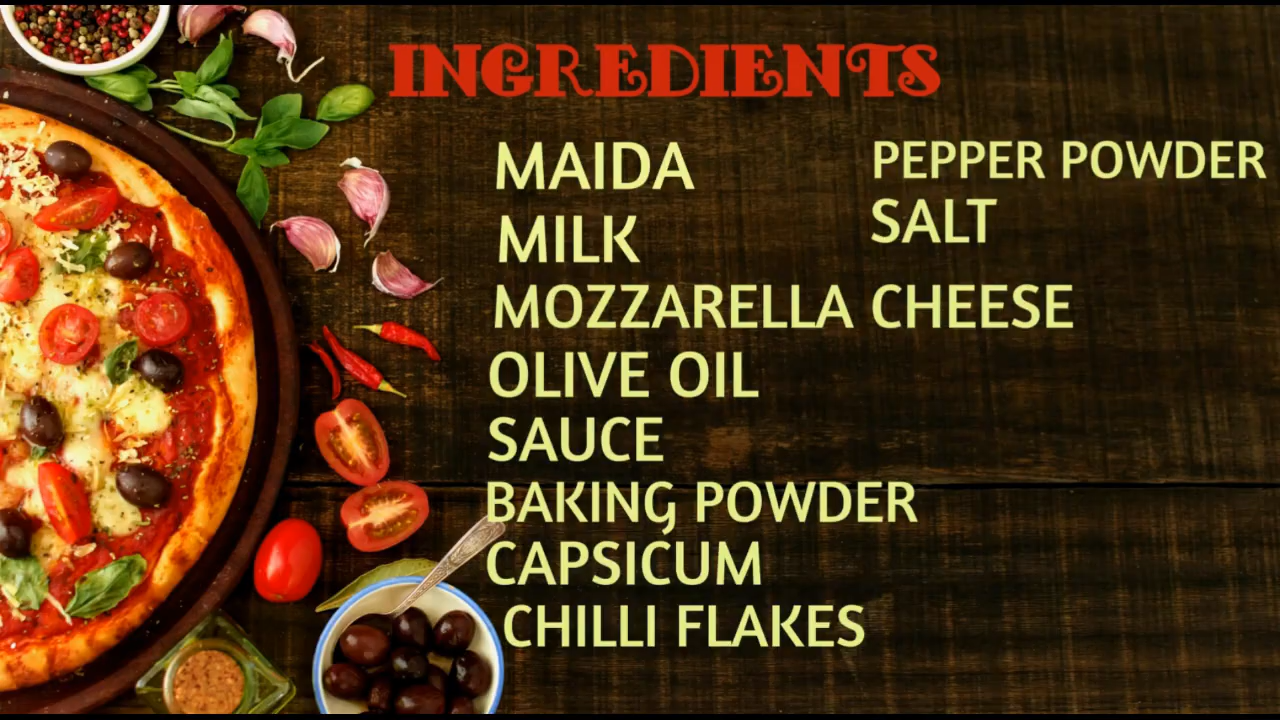 INGREDIENTS
MAIDA
MILK
MOZZARELLA CHEESE
OLIVE OIL
SAUCE
BAKING POWDER
CAPSICUM
CHILLI FLAKES
PEPPER POWDER
SALT